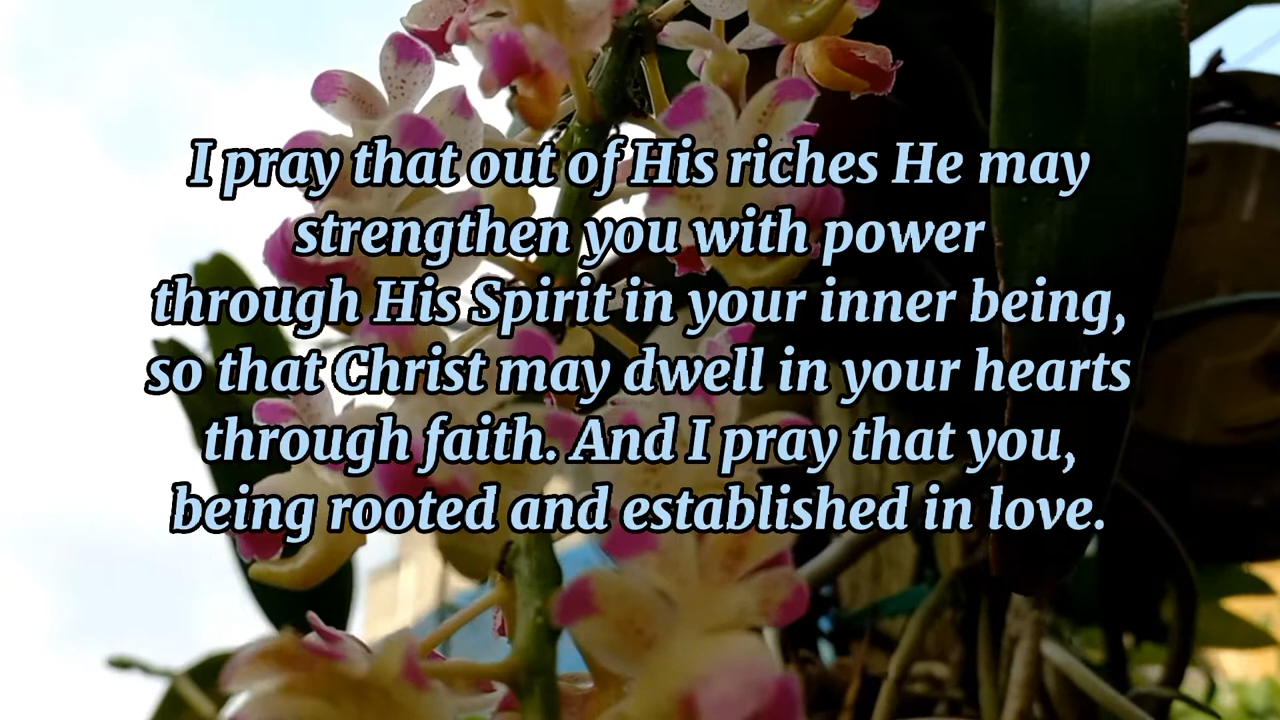 I pray that out of His riches He may
strengthen you with power
through His Spirit in your inner being,
so that Christ may dwell in your hearts
through faith. And I pray that you,
being rooted and established in love.